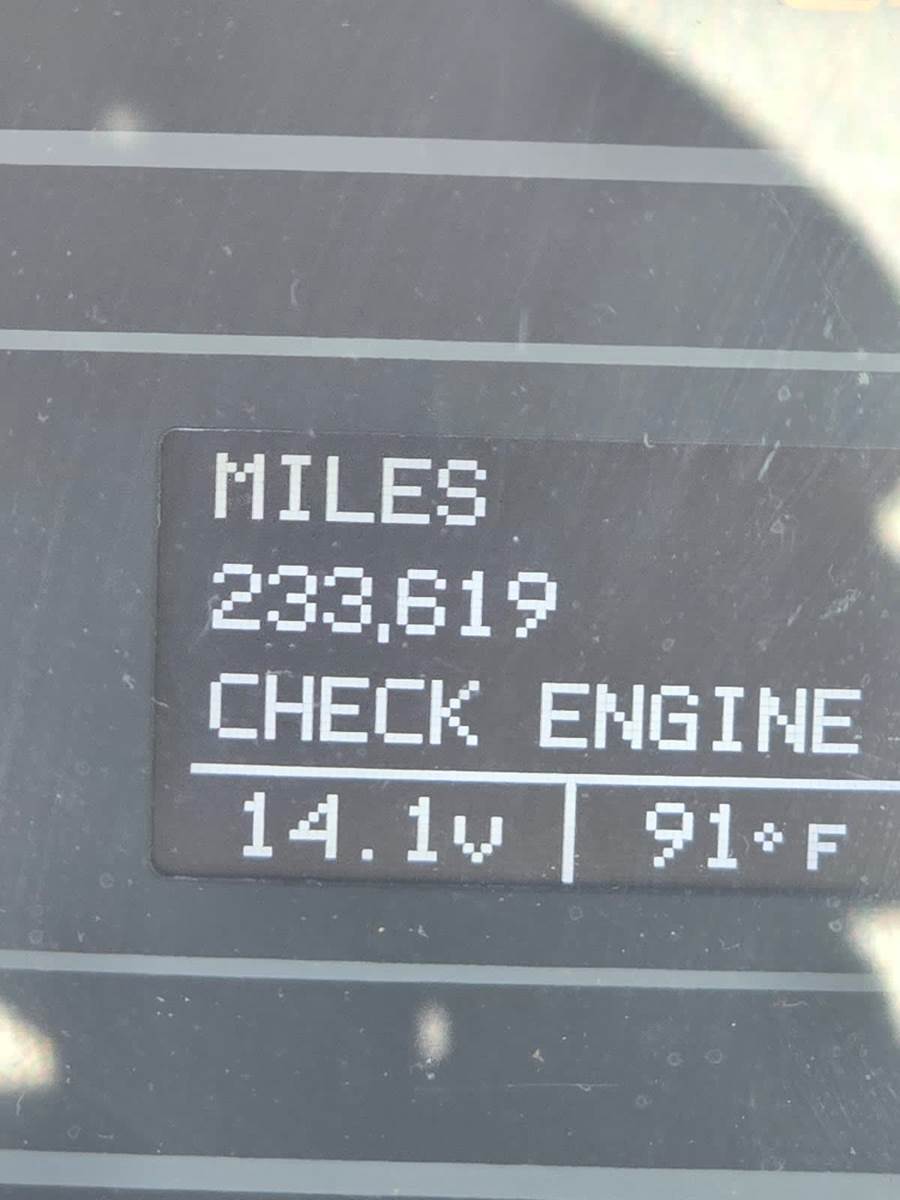 MILES
233,619
CHECK ENGINE
14.1v 91°F